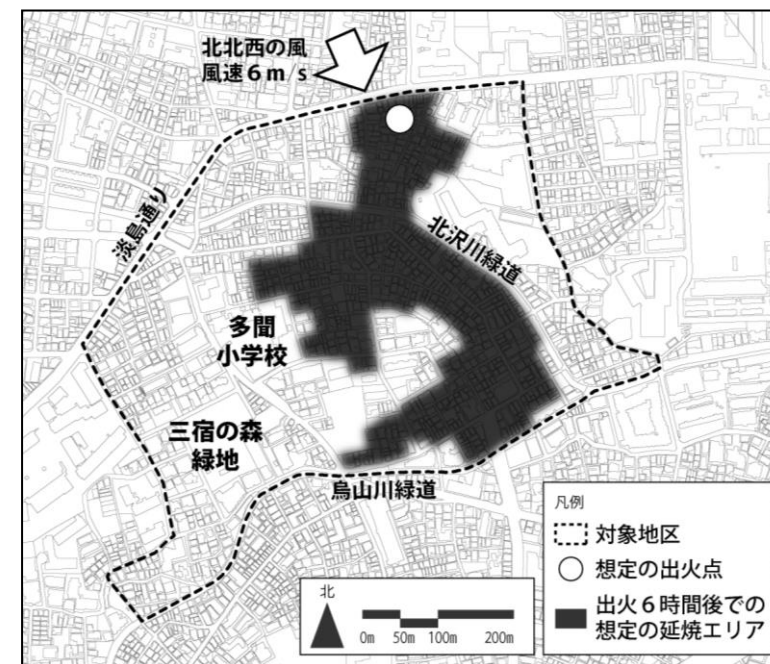 北北西の風
風速6m s
淡島通り
北沢川緑道
多聞
小学校
三宿の森
緑地
烏山川緑道
凡例
対象地区
想定の出火点
出火6時間後での
想定の延焼エリア
北
0m 50m 100m 200m